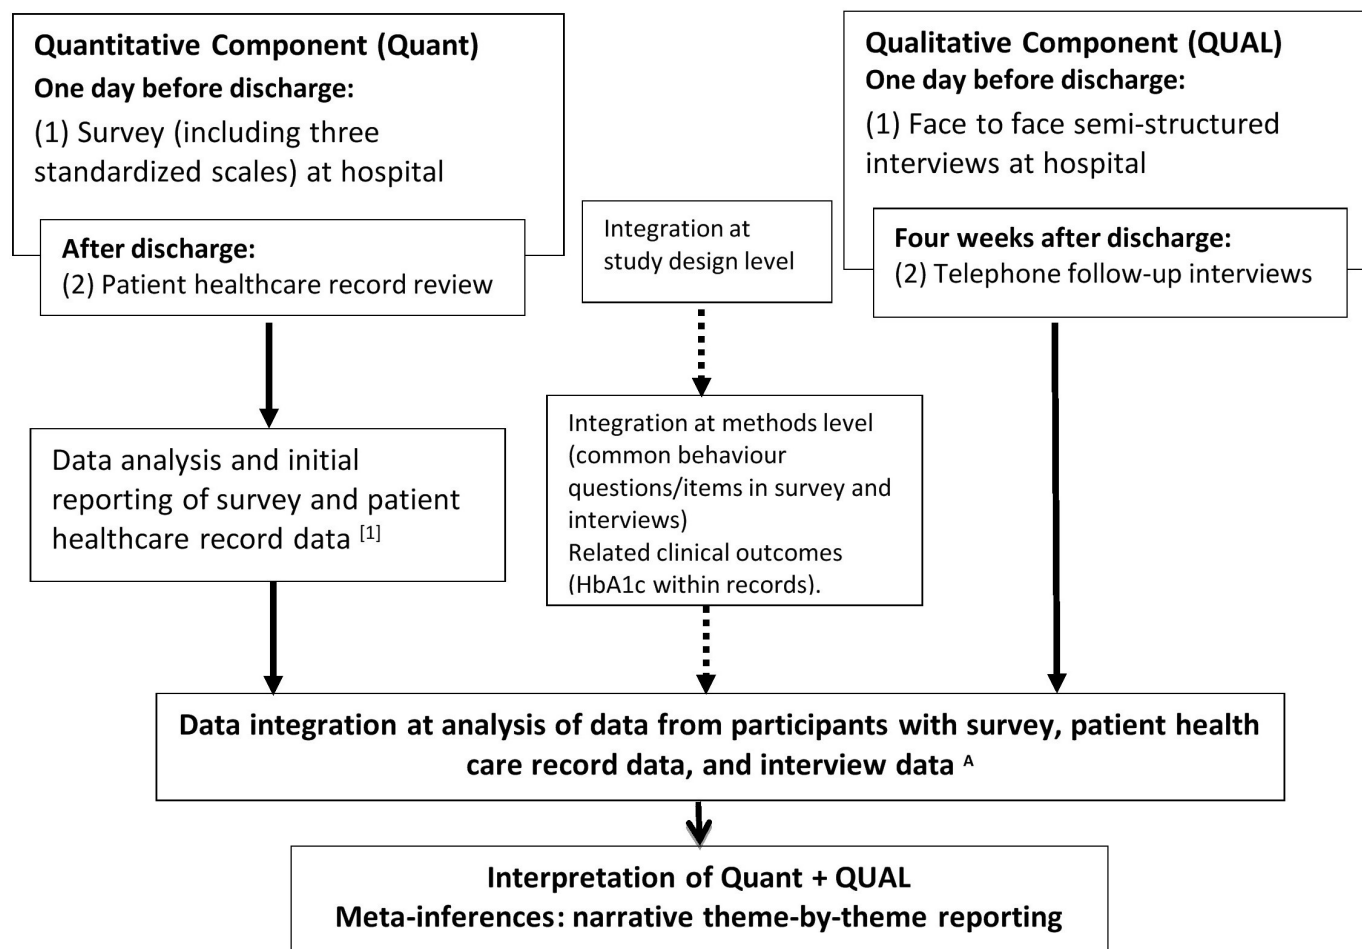 Quantitative Component (Quant)
One day before discharge:
(1) Survey (including three
standardized scales) at hospital
After discharge:
(2) Patient healthcare record review
Integration at
study design level
Qualitative Component (QUAL)
One day before discharge:
(1) Face to face semi-structured
interviews at hospital
Four weeks after discharge:
(2) Telephone follow-up interviews
Data analysis and initial
reporting of survey and patient
healthcare record data [1]
Integration at methods level
(common behaviour
questions/items in survey and
interviews)
Related clinical outcomes
(HbA1c within records).
Data integration at analysis of data from participants with survey, patient health
care record data, and interview data A
Interpretation of Quant + QUAL
Meta-inferences: narrative theme-by-theme reporting